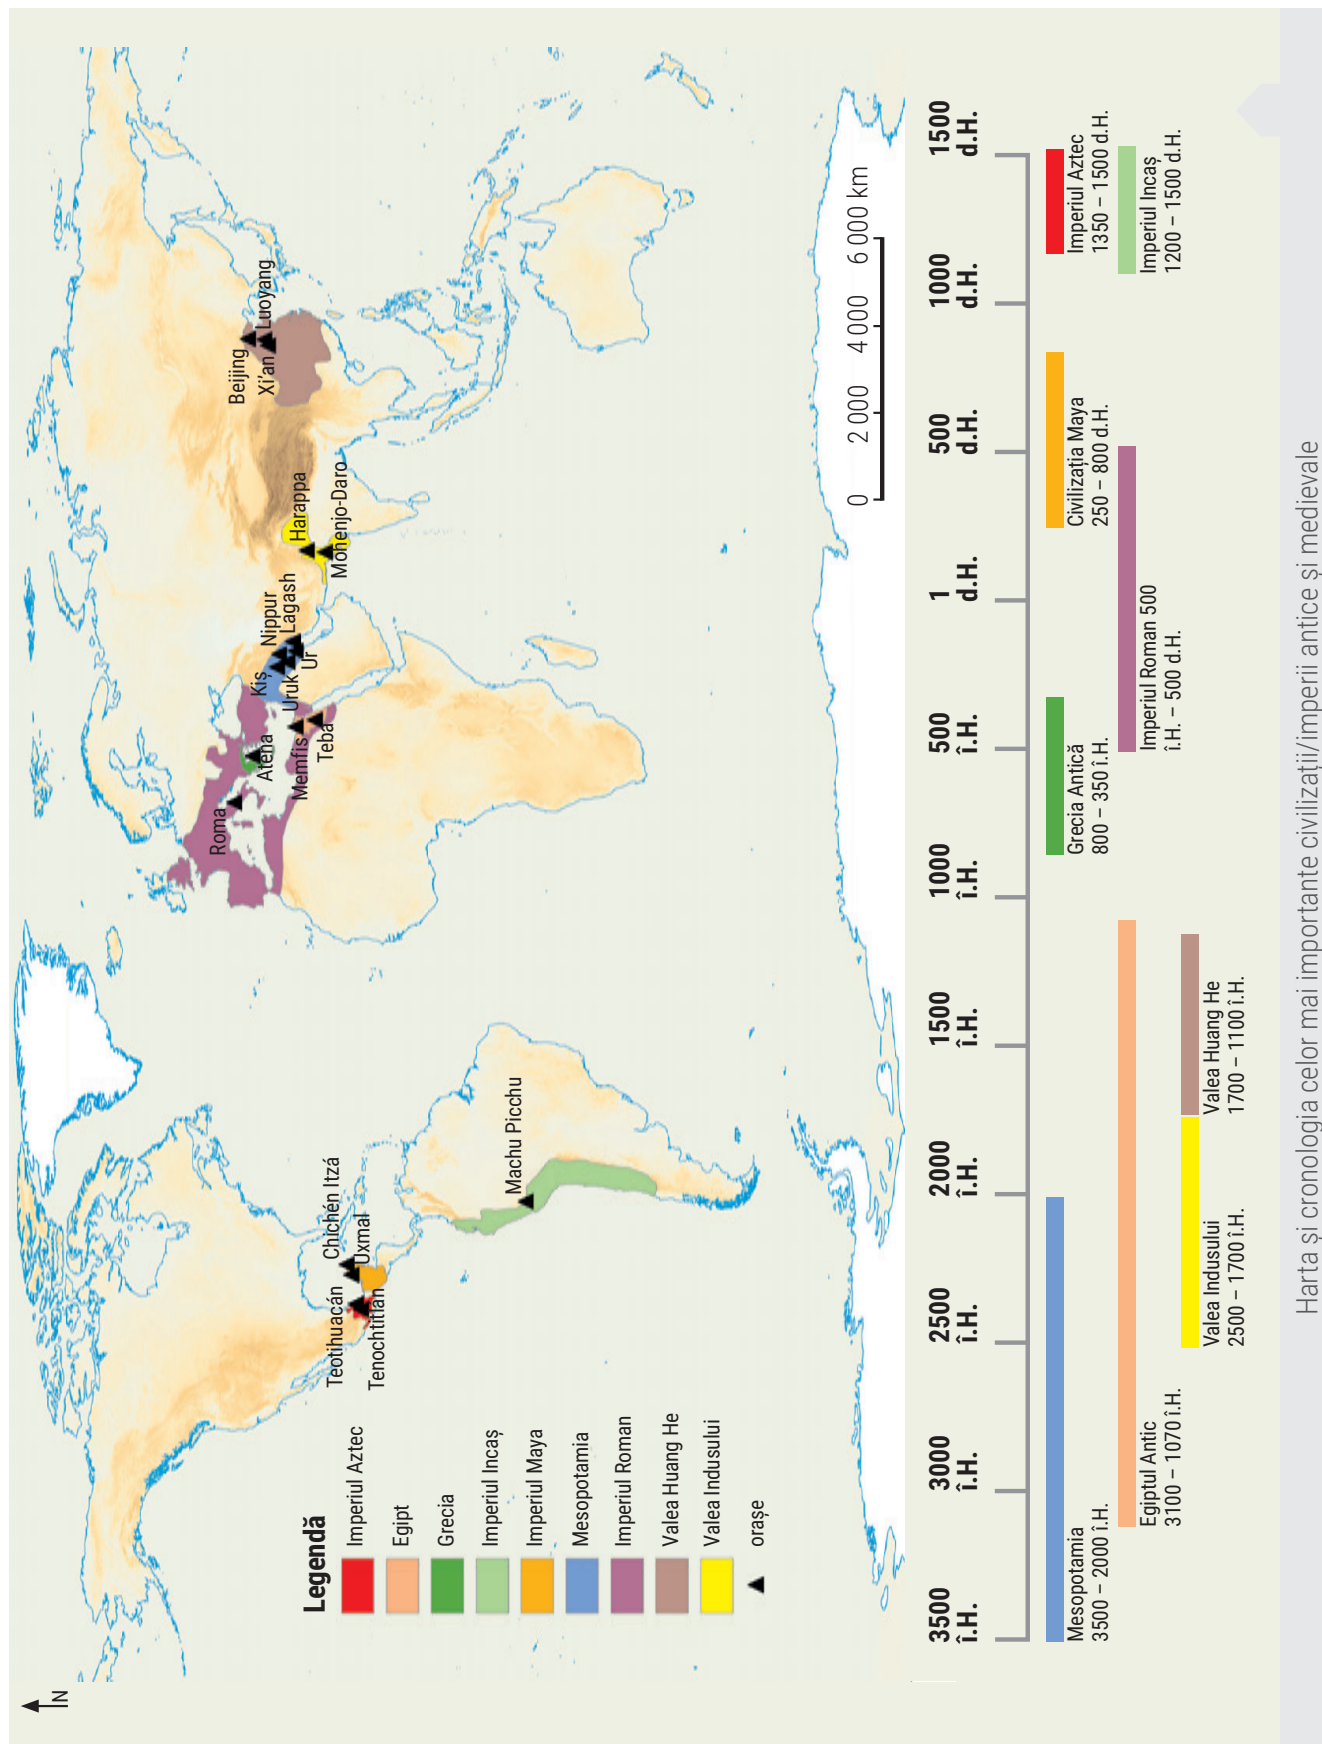 N
Teotihuacán
Tenochtitlan
Chichén Itzá
Uxmal
Machu Picchu
Roma
Atena
Memfis
Teba
Kiș
Uruk
Nippur
Lagash
Ur
Harappa
Mohenjo-Daro
Beijing
Xi'an
Luoyang
Legendă
Imperiul Aztec
Egipt
Grecia
Imperiul Incaș
Imperiul Maya
Mesopotamia
Imperiul Roman
Valea Huang He
Valea Indusului
orașe
0 2 000 4 000 6 000 km
3500 î.H.
3000 î.H.
2500 î.H.
2000 î.H.
1500 î.H.
1000 î.H.
500 î.H.
1 d.H.
500 d.H.
1000 d.H.
1500 d.H.
Mesopotamia
3500 – 2000 î.H.
Grecia Antică
800 – 350 î.H.
Civilizația Maya
250 – 800 d.H.
Imperiul Aztec
1350 – 1500 d.H.
Egiptul Antic
3100 – 1070 î.H.
Imperiul Roman 500
î.H. – 500 d.H.
Imperiul Incaș
1200 – 1500 d.H.
Valea Indusului
2500 – 1700 î.H.
Valea Huang He
1700 – 1100 î.H.
Harta și cronologia celor mai importante civilizații/imperii antice și medievale